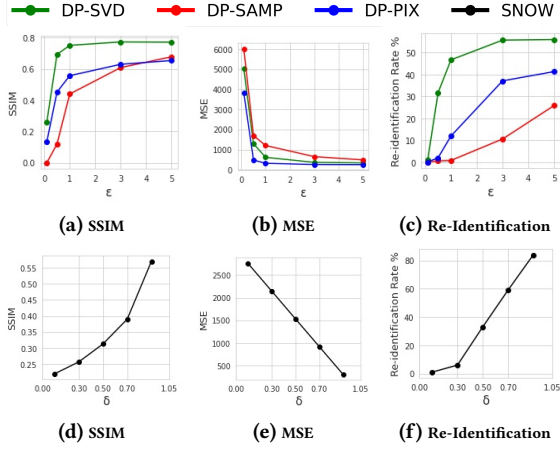 DP-SVD DP-SAMP DP-PIX SNOW
SSIM
0.8
0.6
0.4
0.2
0.0
0 1 2 4 5
ε
MSE
6000
5000
4000
3000
2000
1000
0
0 1 2 4 5
ε
Re-identification Rate %
50
40
30
20
10
0
0 1 2 3 4 5
ε
(a) SSIM
(b) MSE
(c) Re-Identification
SSIM
0.55
0.50
0.45
0.40
0.35
0.30
0.25
0.00 0.30 0.50 0.70 1.05
δ
MSE
2500
2000
1500
1000
500
0.00 0.30 0.50 0.70 1.05
δ
Re-identification Rate %
80
60
40
20
0
0.00 0.30 0.50 0.70 1.05
δ
(d) SSIM
(e) MSE
(f) Re-Identification